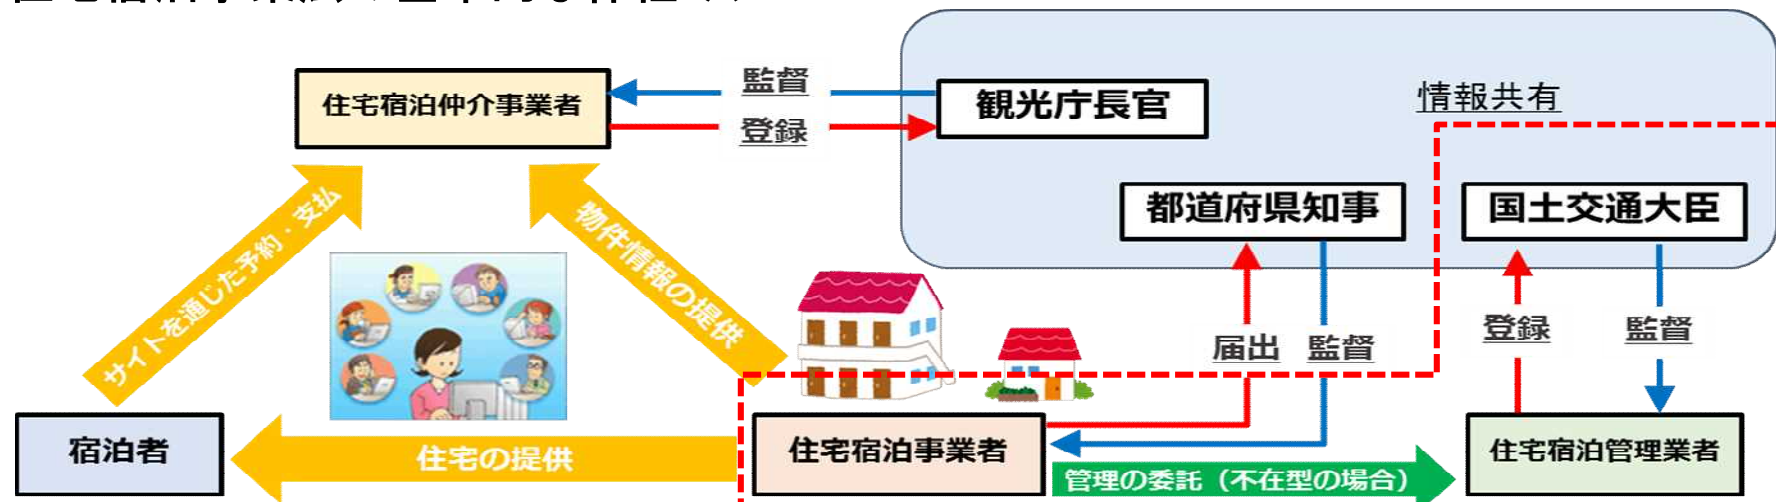 監督
住宅宿泊仲介事業者
観光庁長官
情報共有
登録
都道府県知事
国土交通大臣
サイトを通じた予約・支払
物件情報の提供
届出
監督
登録
監督
宿泊者
住宅の提供
住宅宿泊事業者
管理の委託（不在型の場合）
住宅宿泊管理業者